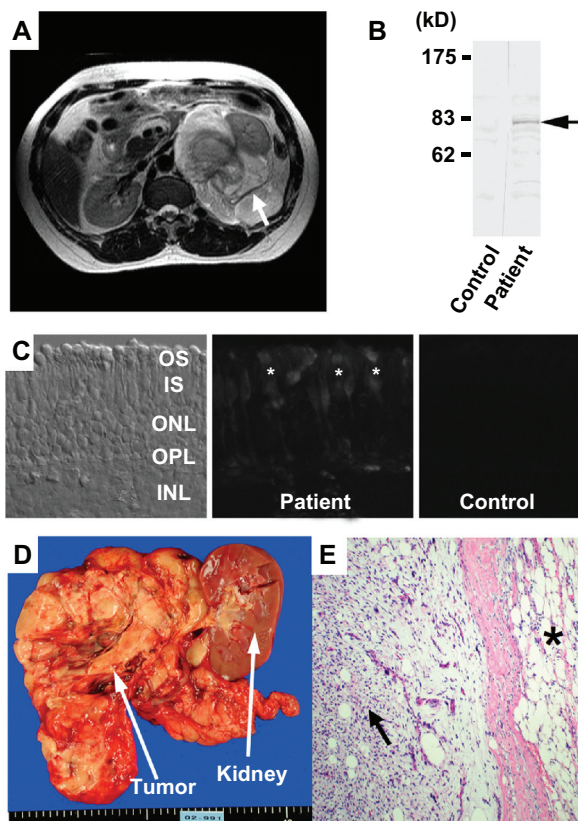 A
B
(kD)
175
83
62
Control
Patient
C
OS
IS
ONL
OPL
INL
Patient
Control
D
Tumor
Kidney
E
*